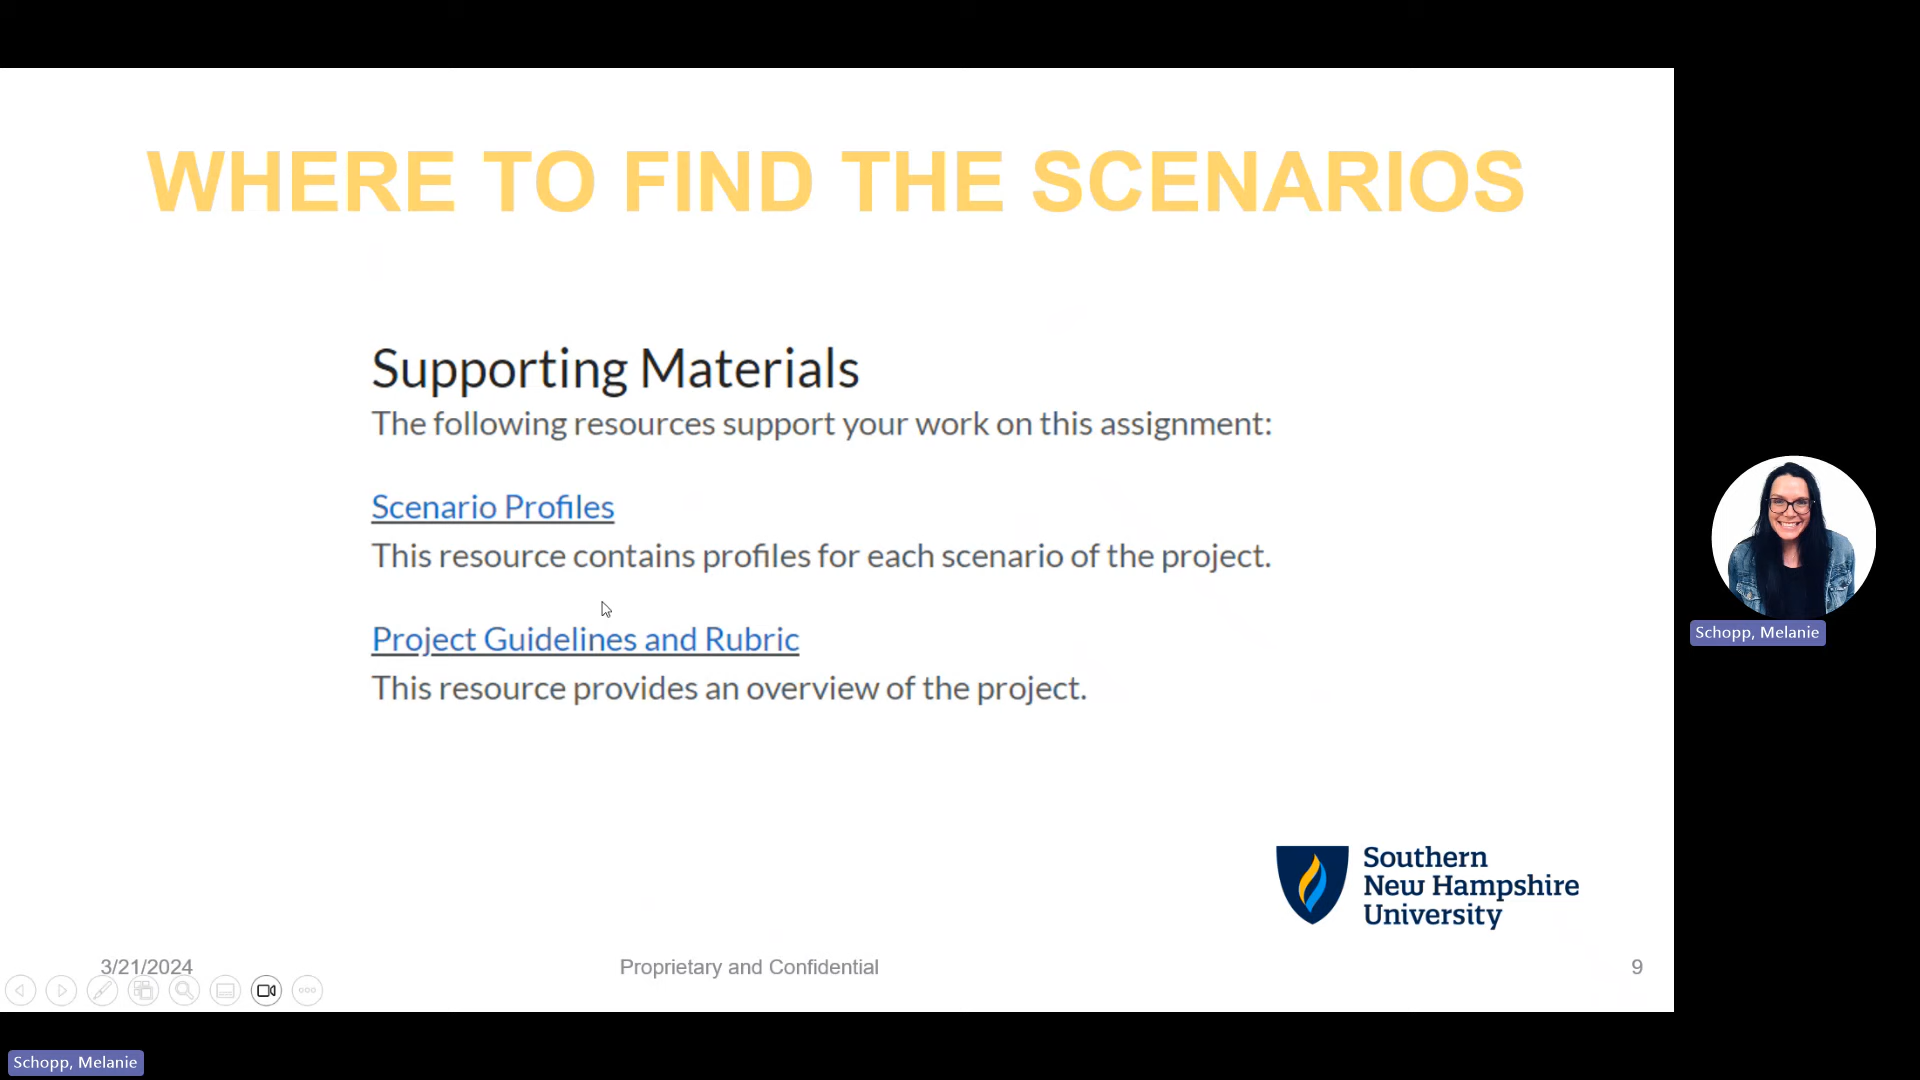 WHERE TO FIND THE SCENARIOS
Supporting Materials
The following resources support your work on this assignment:
Scenario Profiles
This resource contains profiles for each scenario of the project.
Project Guidelines and Rubric
This resource provides an overview of the project.
Schopp, Melanie
Southern
New Hampshire
University
3/21/2024
Proprietary and Confidential
9
Schopp, Melanie